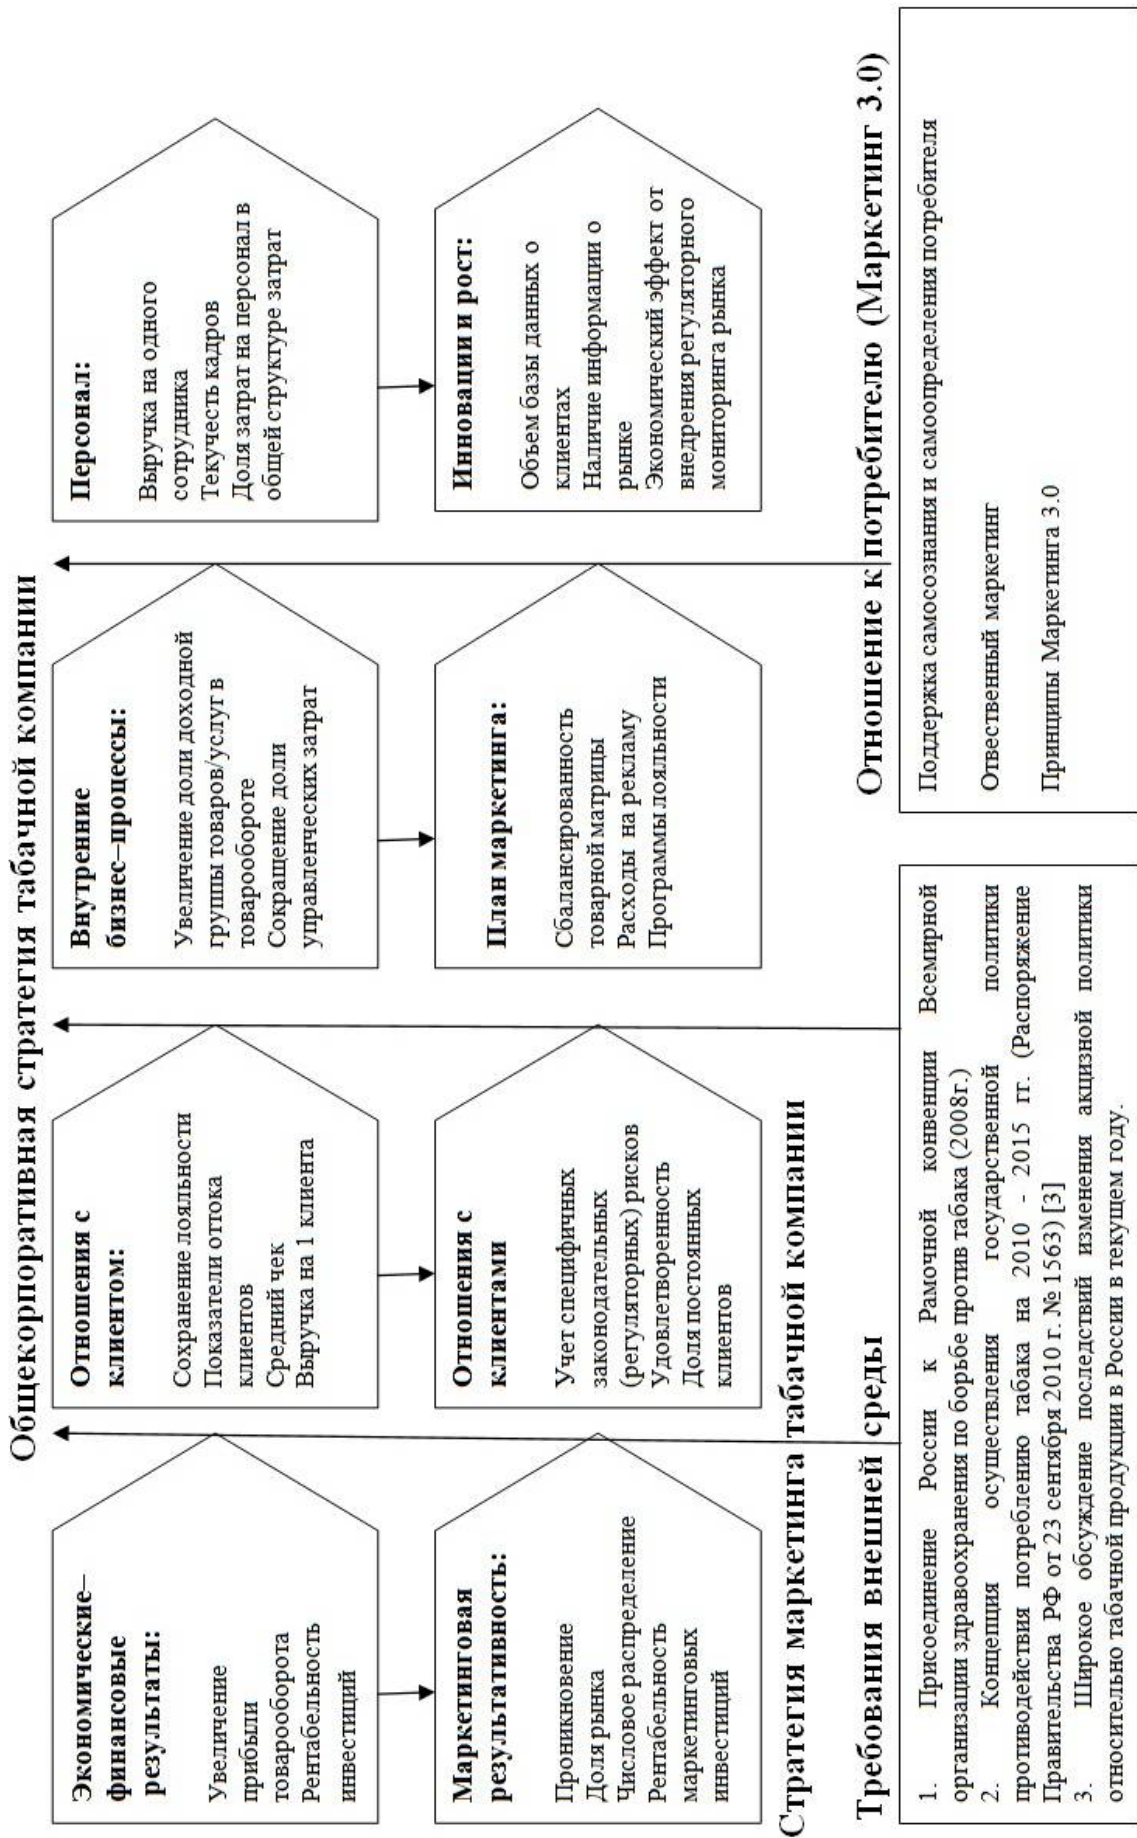 Общекорпоративная стратегия табачной компании
Экономические–
финансовые
результаты:
Увеличение
прибыли
товарооборота
Рентабельность
инвестиций
Отношения с
клиентом:
Сохранение лояльности
Показатели оттока
клиентов
Средний чек
Выручка на 1 клиента
Внутренние
бизнес–процессы:
Увеличение доли доходной
группы товаров/услуг в
товарообороте
Сокращение доли
управленческих затрат
Персонал:
Выручка на одного
сотрудника
Текучесть кадров
Доля затрат на персонал в
общей структуре затрат
Маркетинговая
результативность:
Проникновение
Доля рынка
Числовое распределение
Рентабельность
маркетинговых
инвестиций
Отношения с
клиентами
Учет специфичных
законодательных
(регуляторных) рисков
Удовлетворенность
Доля постоянных
клиентов
План маркетинга:
Сбалансированность
товарной матрицы
Расходы на рекламу
Программы лояльности
Инновации и рост:
Объем базы данных о
клиентах
Наличие информации о
рынке
Экономический эффект от
внедрения регуляторного
мониторинга рынка
Стратегия маркетинга табачной компании
Требования внешней среды
1. Присоединение России к Рамочной конвенции Всемирной
организации здравоохранения по борьбе против табака (2008г.)
2. Концепция осуществления государственной политики
противодействия потреблению табака на 2010 - 2015 гг. (Распоряжение
Правительства РФ от 23 сентября 2010 г. № 1563) [3]
3. Широкое обсуждение последствий изменения акцизной политики
относительно табачной продукции в России в текущем году.
Отношение к потребителю (Маркетинг 3.0)
Поддержка самосознания и самоопределения потребителя
Отвественный маркетинг
Принципы Маркетинга 3.0